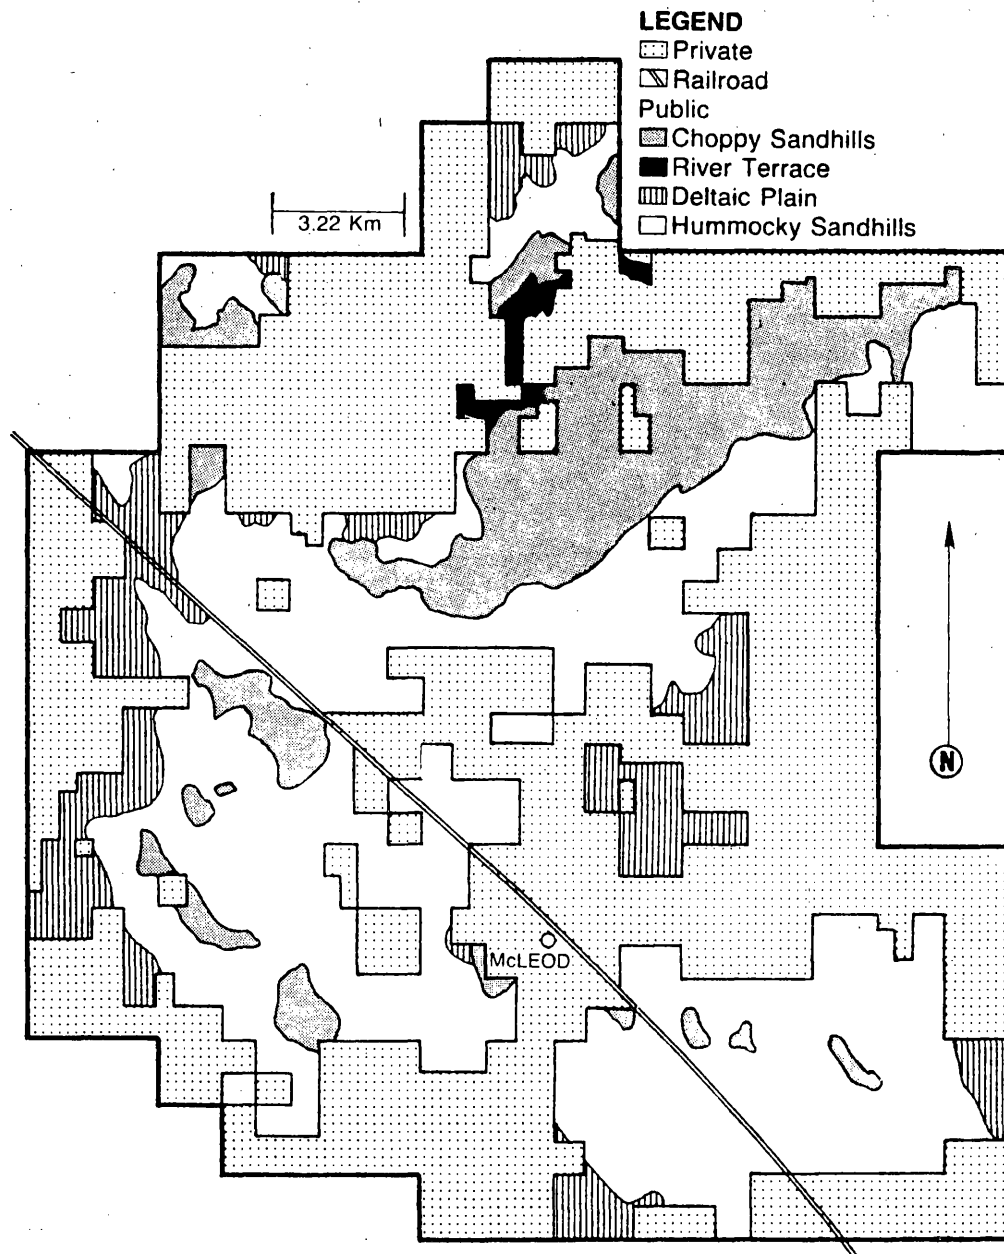 LEGEND
Private
Railroad
Public
Choppy Sandhills
River Terrace
Deltaic Plain
Hummocky Sandhills
3.22 Km
N
McLEOD